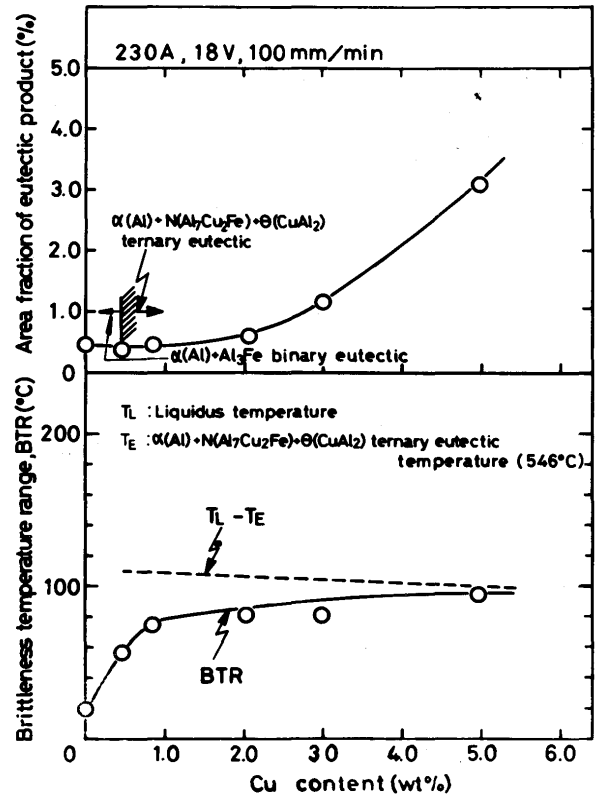 230A, 18V, 100mm/min
Area fraction of eutectic product (%)
5.0
4.0
3.0
2.0
1.0
0
α(Al)+N(Al7Cu2Fe)+Θ(CuAl2)
ternary eutectic
α(Al)+Al3Fe binary eutectic
Brittleness temperature range, BTR (°C)
200
100
TL : Liquidus temperature
TE : α(Al)+N(Al7Cu2Fe)+Θ(CuAl2) ternary eutectic
temperature (546°C)
TL -TE
BTR
0 1.0 2.0 3.0 4.0 5.0 6.0
Cu content (wt%)